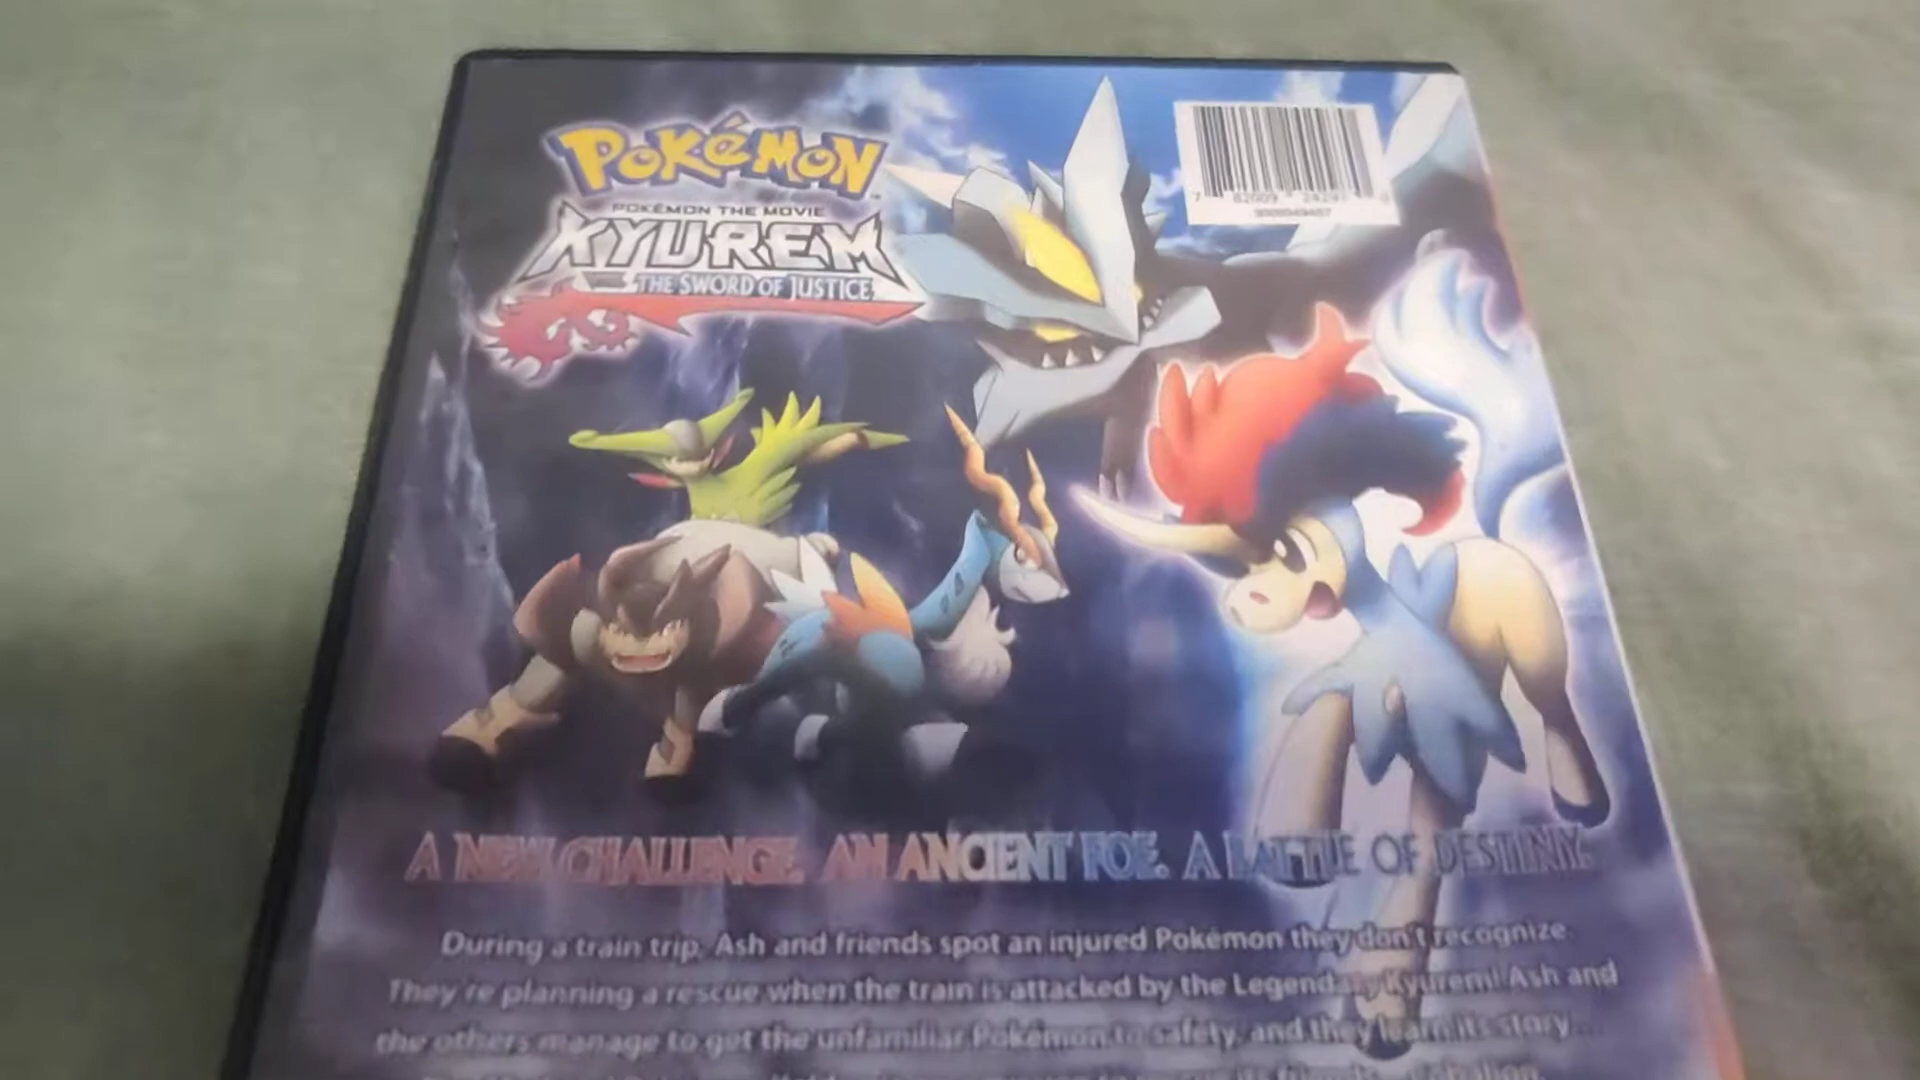 POKÉMON
POKÉMON THE MOVIE
KYUREM
VS. THE SWORD OF JUSTICE
A NEW CHALLENGE. AN ANCIENT FOE. A BATTLE OF DESTINY.
During a train trip, Ash and friends spot an injured Pokémon they don't recognize.
They're planning a rescue when the train is attacked by the Legendary Kyurem! Ash and
the others manage to get the unfamiliar Pokémon to safety, and they learn its story
its friends